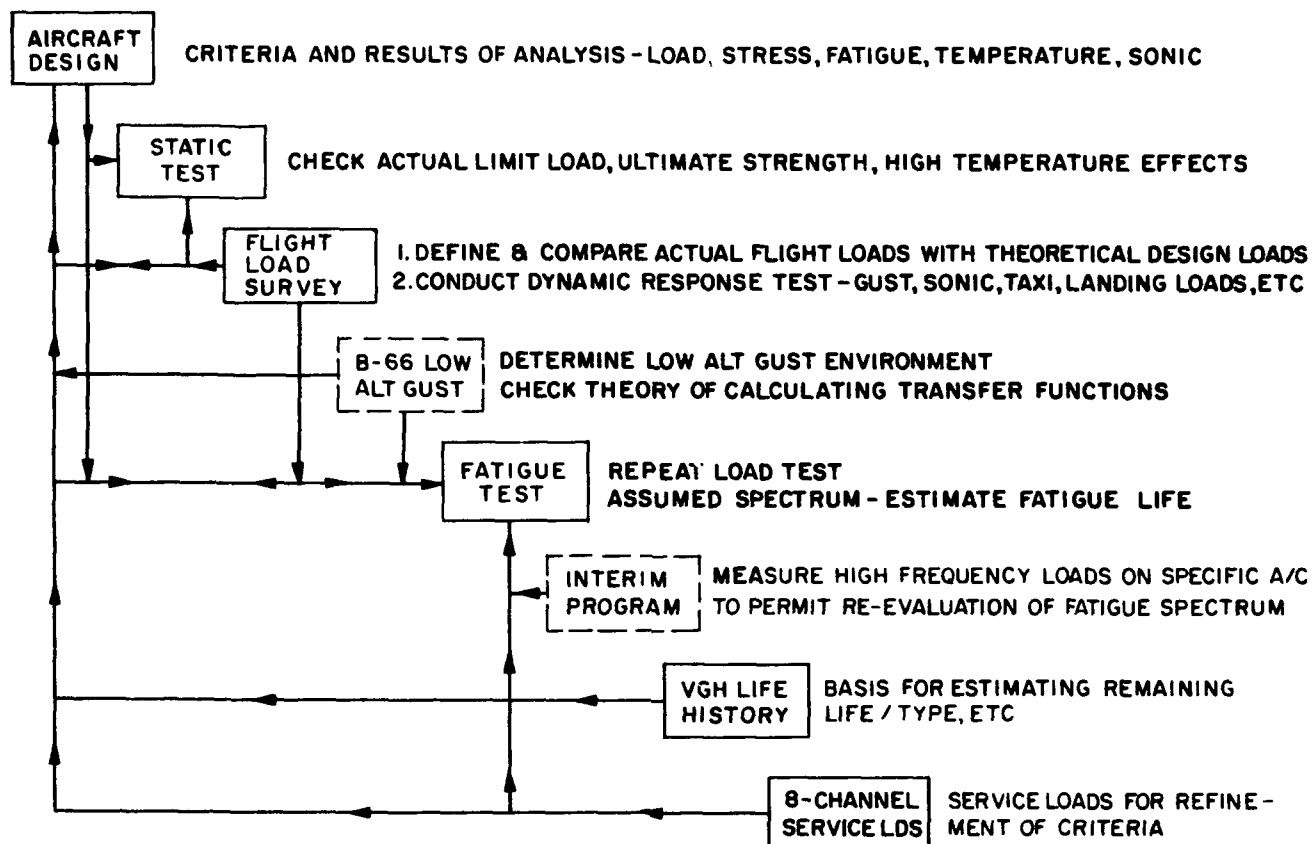 AIRCRAFT
DESIGN
CRITERIA AND RESULTS OF ANALYSIS - LOAD, STRESS, FATIGUE, TEMPERATURE, SONIC
STATIC
TEST
CHECK ACTUAL LIMIT LOAD, ULTIMATE STRENGTH, HIGH TEMPERATURE EFFECTS
FLIGHT
LOAD
SURVEY
1. DEFINE & COMPARE ACTUAL FLIGHT LOADS WITH THEORETICAL DESIGN LOADS
2. CONDUCT DYNAMIC RESPONSE TEST - GUST, SONIC, TAXI, LANDING LOADS, ETC
B-66 LOW
ALT GUST
DETERMINE LOW ALT GUST ENVIRONMENT
CHECK THEORY OF CALCULATING TRANSFER FUNCTIONS
FATIGUE
TEST
REPEAT LOAD TEST
ASSUMED SPECTRUM - ESTIMATE FATIGUE LIFE
INTERIM
PROGRAM
MEASURE HIGH FREQUENCY LOADS ON SPECIFIC A/C
TO PERMIT RE-EVALUATION OF FATIGUE SPECTRUM
VGH LIFE
HISTORY
BASIS FOR ESTIMATING REMAINING
LIFE / TYPE, ETC
8-CHANNEL
SERVICE LDS
SERVICE LOADS FOR REFINE-
MENT OF CRITERIA